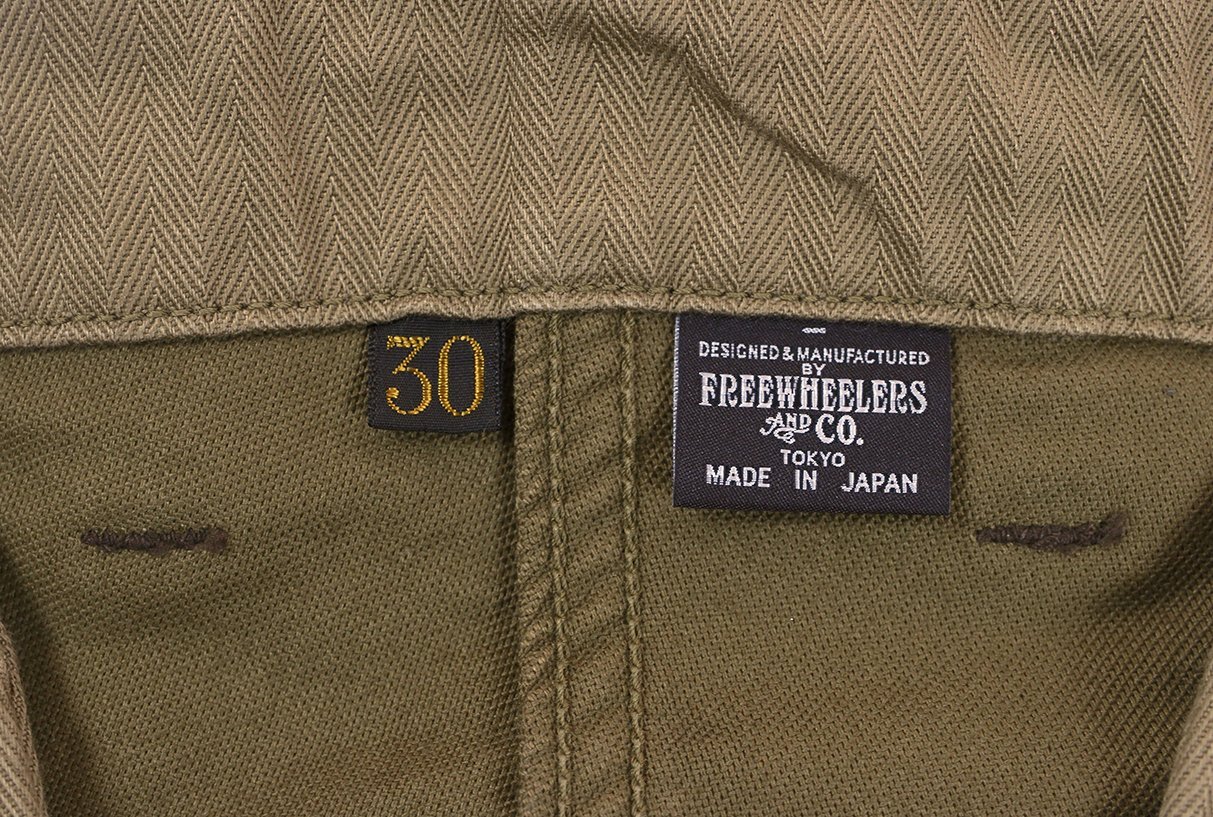 30
DESIGNED & MANUFACTURED
BY
FREEWHEELERS
AND CO.
TOKYO
MADE IN JAPAN